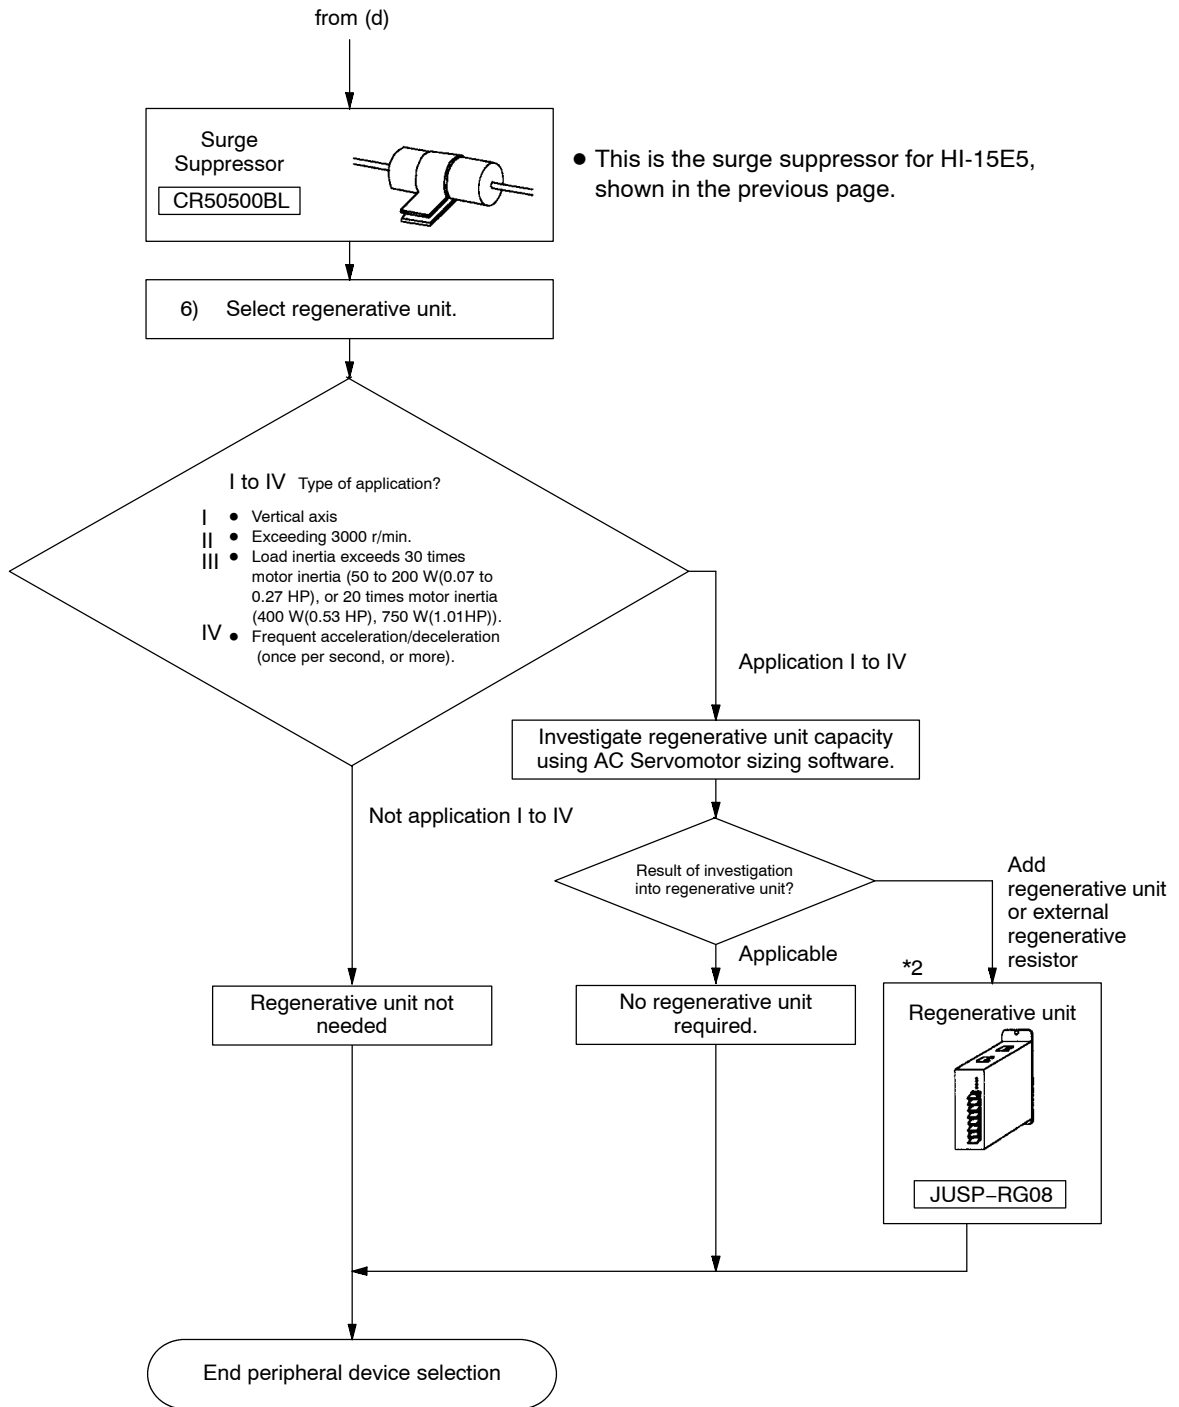 from (d)
Surge
Suppressor
CR50500BL
● This is the surge suppressor for HI-15E5,
shown in the previous page.
6) Select regenerative unit.
I to IV Type of application?
I ● Vertical axis
II ● Exceeding 3000 r/min.
III ● Load inertia exceeds 30 times
motor inertia (50 to 200 W(0.07 to
0.27 HP), or 20 times motor inertia
(400 W(0.53 HP), 750 W(1.01HP)).
IV ● Frequent acceleration/deceleration
(once per second, or more).
Application I to IV
Investigate regenerative unit capacity
using AC Servomotor sizing software.
Not application I to IV
Result of investigation
into regenerative unit?
Add
regenerative unit
or external
regenerative
resistor
Applicable
*2
Regenerative unit not
needed
No regenerative unit
required.
Regenerative unit
JUSP–RG08
End peripheral device selection